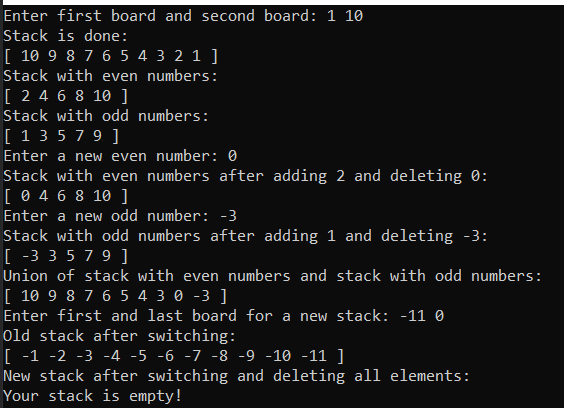 Enter first board and second board: 1 10
Stack is done:
[ 10 9 8 7 6 5 4 3 2 1 ]
Stack with even numbers:
[ 2 4 6 8 10 ]
Stack with odd numbers:
[ 1 3 5 7 9 ]
Enter a new even number: 0
Stack with even numbers after adding 2 and deleting 0:
[ 0 4 6 8 10 ]
Enter a new odd number: -3
Stack with odd numbers after adding 1 and deleting -3:
[ -3 3 5 7 9 ]
Union of stack with even numbers and stack with odd numbers:
[ 10 9 8 7 6 5 4 3 0 -3 ]
Enter first and last board for a new stack: -11 0
Old stack after switching:
[ -1 -2 -3 -4 -5 -6 -7 -8 -9 -10 -11 ]
New stack after switching and deleting all elements:
Your stack is empty!